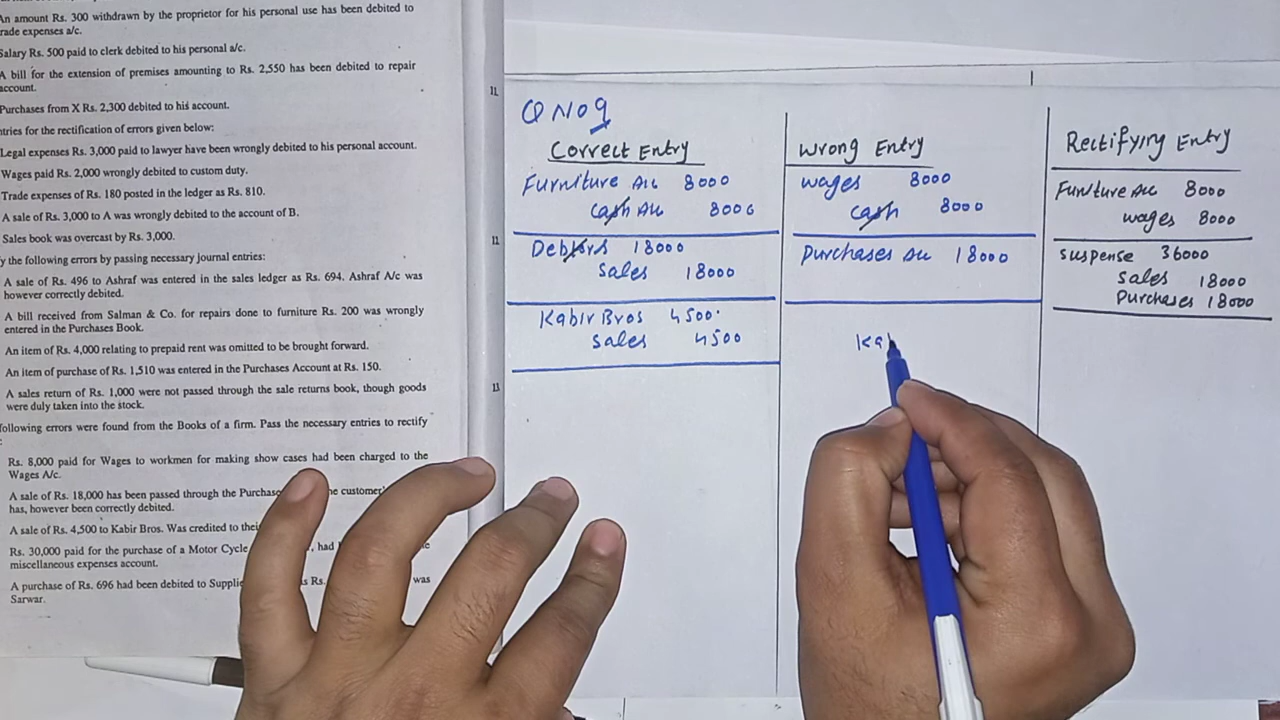 An amount Rs. 300 withdrawn by the proprietor for his personal use has been debited to
rade expenses a/c.
Salary Rs. 500 paid to clerk debited to his personal a/c.
A bill for the extension of premises amounting to Rs. 2,550 has been debited to repair
account.
Purchases from X Rs. 2,300 debited to his account.
ntries for the rectification of errors given below:
Legal expenses Rs. 3,000 paid to lawyer have been wrongly debited to his personal account.
Wages paid Rs. 2,000 wrongly debited to custom duty.
Trade expenses of Rs. 180 posted in the ledger as Rs. 810.
A sale of Rs. 3,000 to A was wrongly debited to the account of B.
Sales book was overcast by Rs. 3,000.
y the following errors by passing necessary journal entries:
A sale of Rs. 496 to Ashraf was entered in the sales ledger as Rs. 694. Ashraf A/c was
however correctly debited.
A bill received from Salman & Co. for repairs done to furniture Rs. 200 was wrongly
entered in the Purchases Book.
An item of Rs. 4,000 relating to prepaid rent was omitted to be brought forward.
An item of purchase of Rs. 1,510 was entered in the Purchases Account at Rs. 150.
A sales return of Rs. 1,000 were not passed through the sale returns book, though goods
were duly taken into the stock.
following errors were found from the Books of a firm. Pass the necessary entries to rectify
:
Rs. 8,000 paid for Wages to workmen for making show cases had been charged to the
Wages A/c.
A sale of Rs. 18,000 has been passed through the customer'
has, however been correctly debited.
A sale of Rs. 4,500 to Kabir Bros. Was credited to
Rs. 30,000 paid for the purchase of a Motor Cycle had
miscellaneous expenses account.
A purchase of Rs. 696 had been debited to Rs. was
Sarwar.
11
12
13
Q NO 9
Correct Entry
Furniture A/c 8000
cash A/c 8000
Debtors 18000
sales 18000
Kabir Bros 4500
sales 4500
Wrong Entry
wages 8000
cash 8000
Purchases A/c 18000
Ka
Rectifying Entry
Furniture A/c 8000
wages 8000
suspense 36000
sales 18000
Purchases 18000